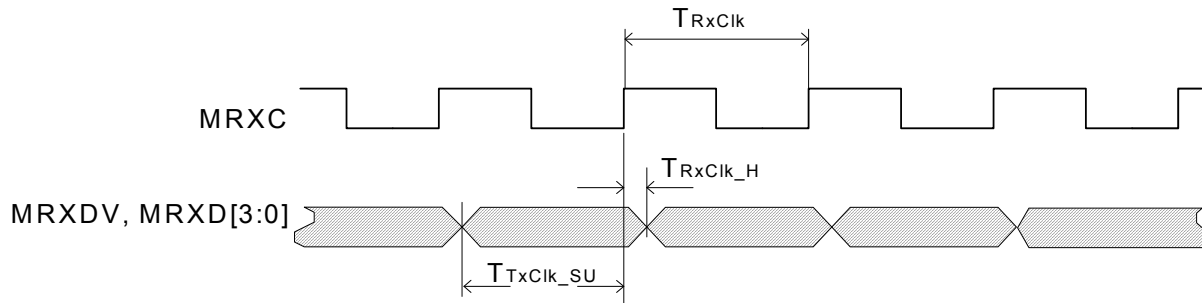 TRxClk
MRXC
TRxClk_H
MRXDV, MRXD[3:0]
TTxClk_SU